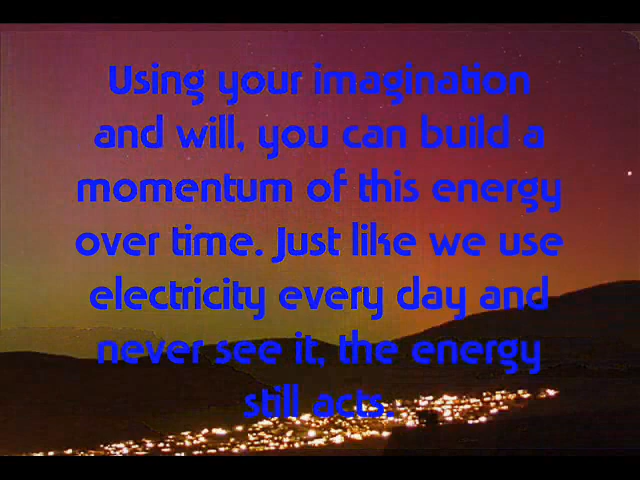 Using your imagination
and will, you can build a
momentum of this energy
over time. Just like we use
electricity every day and
never see it, the energy
still acts.